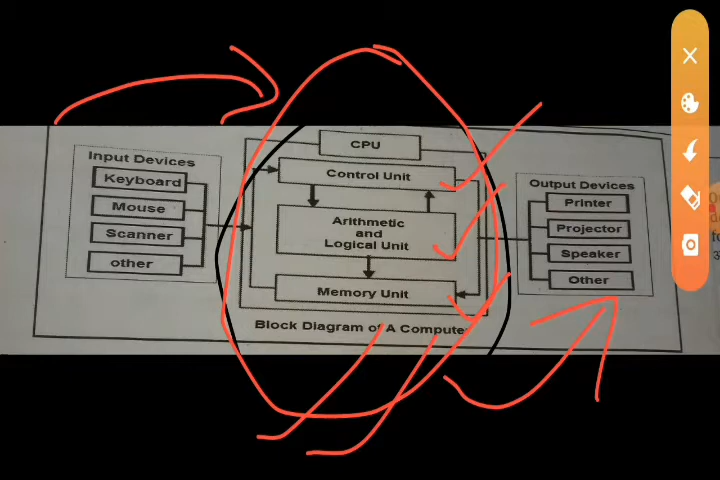 CPU
Input Devices
Keyboard
Mouse
Scanner
other
Control Unit
Arithmetic
and
Logical Unit
Memory Unit
Output Devices
Printer
Projector
Speaker
Other
Block Diagram of A Computer